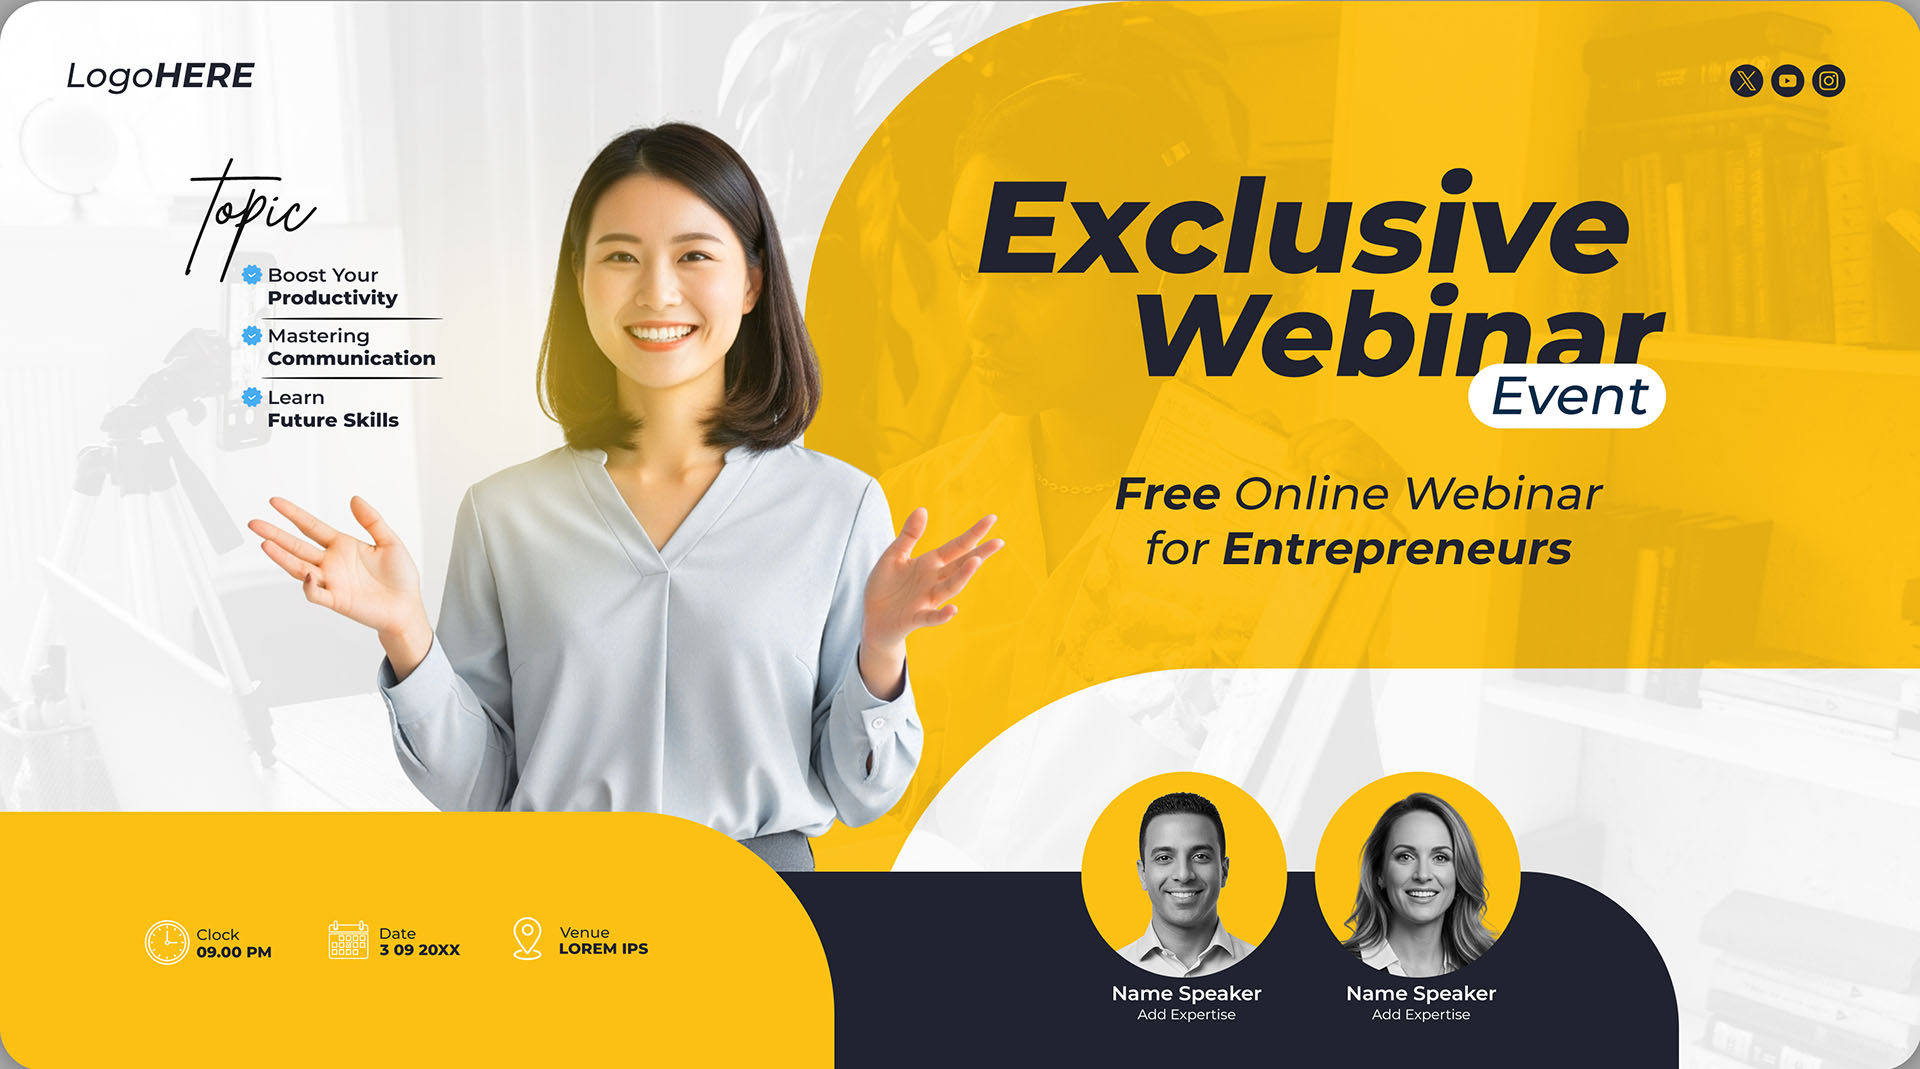 LogoHERE
Topic
Boost Your
Productivity
Mastering
Communication
Learn
Future Skills
Exclusive
Webinar
Event
Free Online Webinar
for Entrepreneurs
Clock
09.00 PM
Date
3 09 20XX
Venue
LOREM IPS
Name Speaker
Add Expertise
Name Speaker
Add Expertise